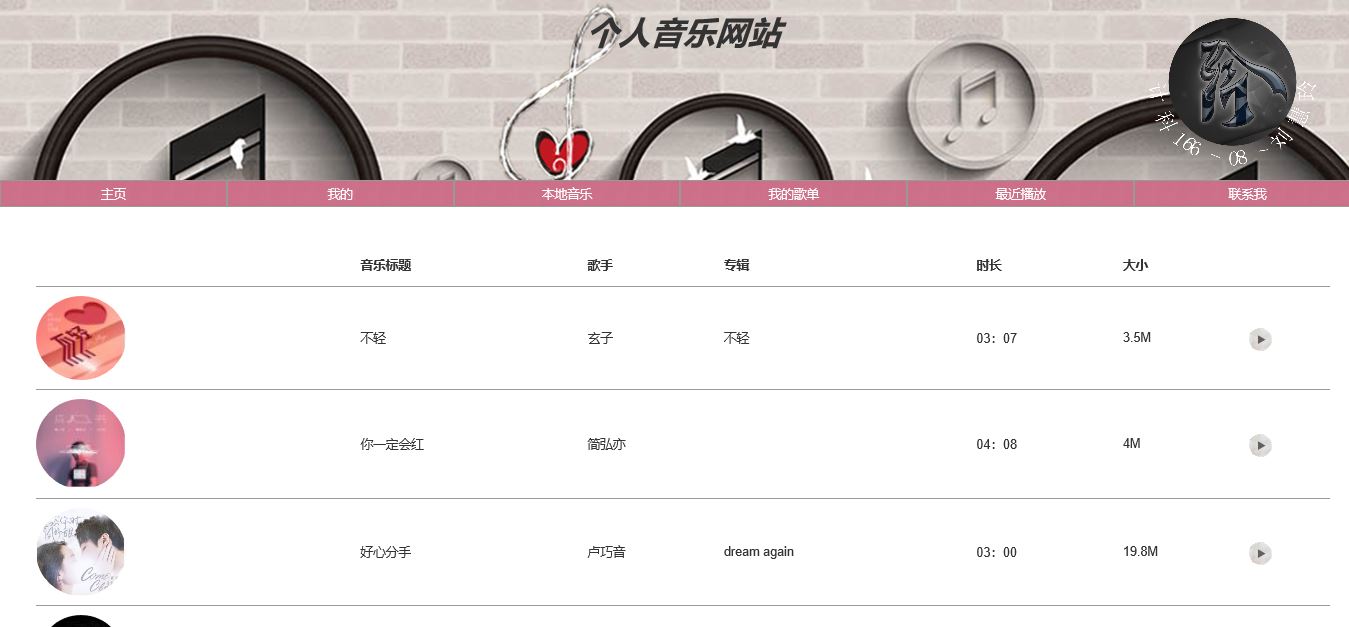 个人音乐网站
计科166-08-刘慧玲
主页 我的 本地音乐 我的歌单 最近播放 联系我
音乐标题 歌手 专辑 时长 大小
不轻 玄子 不轻 03：07 3.5M
你一定会红 简弘亦 04：08 4M
好心分手 卢巧音 dream again 03：00 19.8M